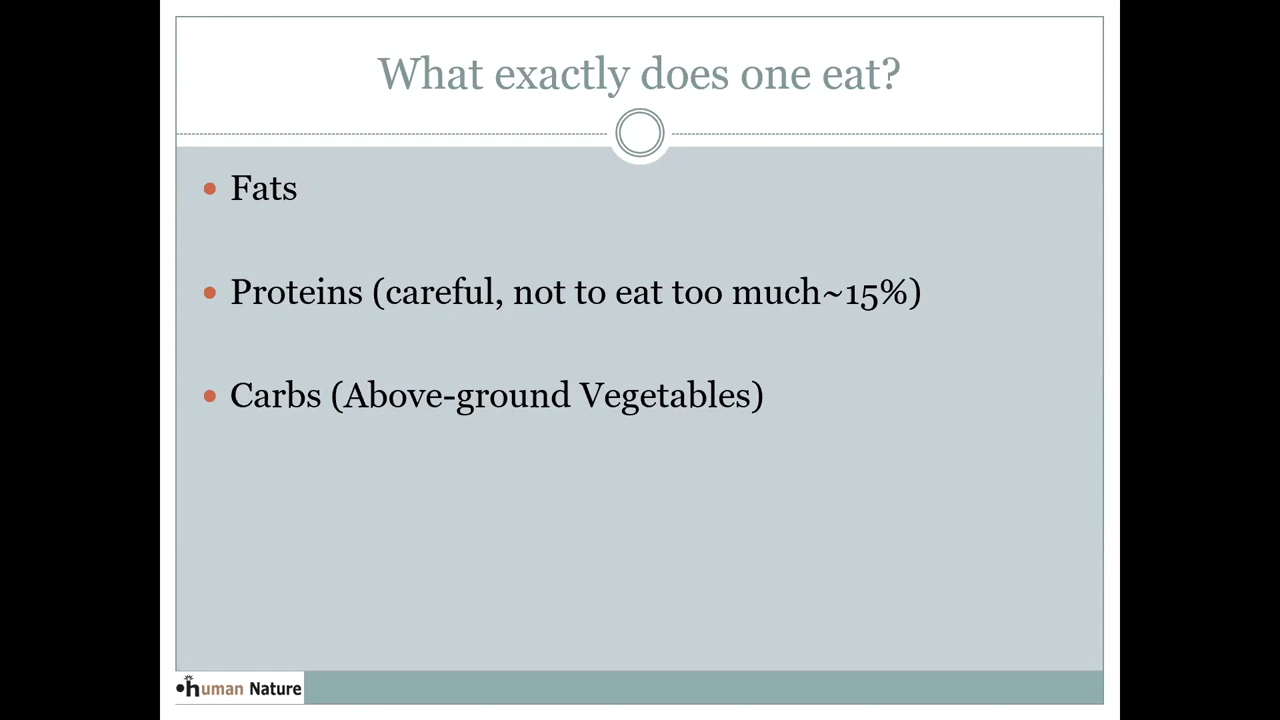 What exactly does one eat?
• Fats
• Proteins (careful, not to eat too much~15%)
• Carbs (Above-ground Vegetables)
•human Nature